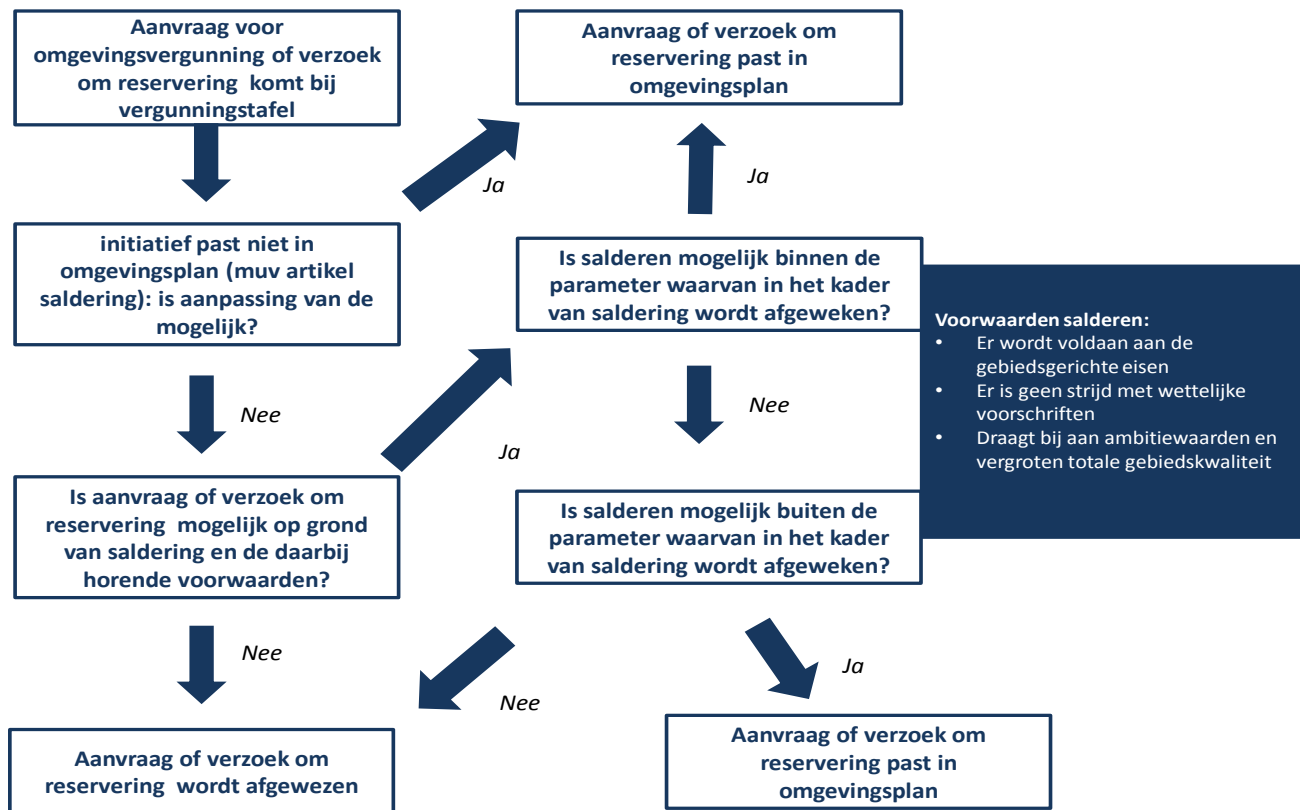 Aanvraag voor
omgevingsvergunning of verzoek
om reservering komt bij
vergunningstafel
Aanvraag of verzoek om
reservering past in
omgevingsplan
Ja
Ja
initiatief past niet in
omgevingsplan (muv artikel
saldering): is aanpassing van de
mogelijk?
Is salderen mogelijk binnen de
parameter waarvan in het kader
van saldering wordt afgeweken?
Voorwaarden salderen:
• Er wordt voldaan aan de
gebiedsgerichte eisen
• Er is geen strijd met wettelijke
voorschriften
• Draagt bij aan ambitiewaarden en
vergroten totale gebiedskwaliteit
Nee
Ja
Nee
Is aanvraag of verzoek om
reservering mogelijk op grond
van saldering en de daarbij
horende voorwaarden?
Is salderen mogelijk buiten de
parameter waarvan in het kader
van saldering wordt afgeweken?
Nee
Nee
Ja
Aanvraag of verzoek om
reservering wordt afgewezen
Aanvraag of verzoek om
reservering past in
omgevingsplan